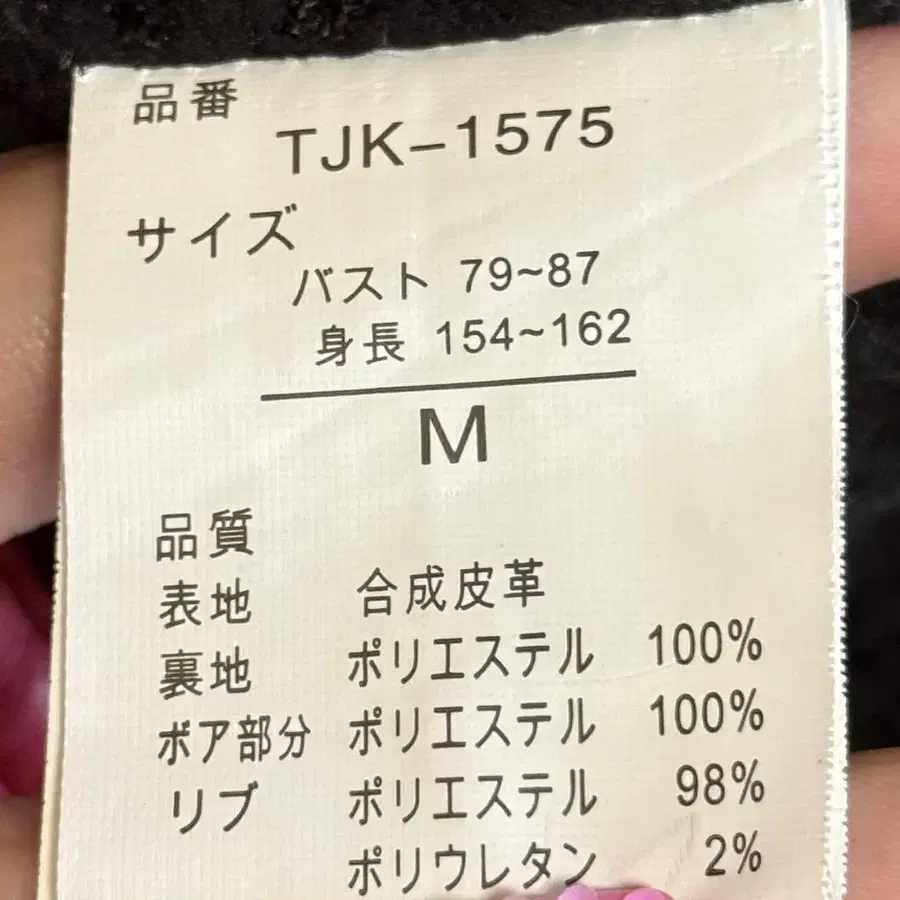 品番
TJK-1575
サイズ
バスト 79~87
身長 154~162
M
品質
表地 合成皮革
裏地 ポリエステル 100%
ボア部分 ポリエステル 100%
リブ ポリエステル 98%
ポリウレタン 2%